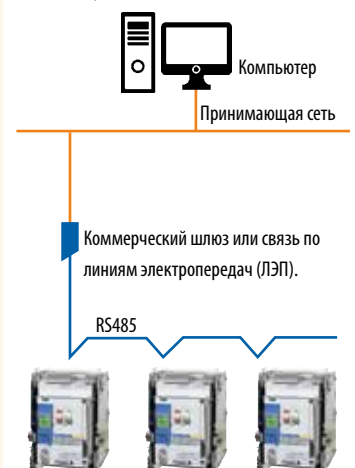 Компьютер
Принимающая сеть
Коммерческий шлюз или связь по
линиям электропередач (ЛЭП).
RS485